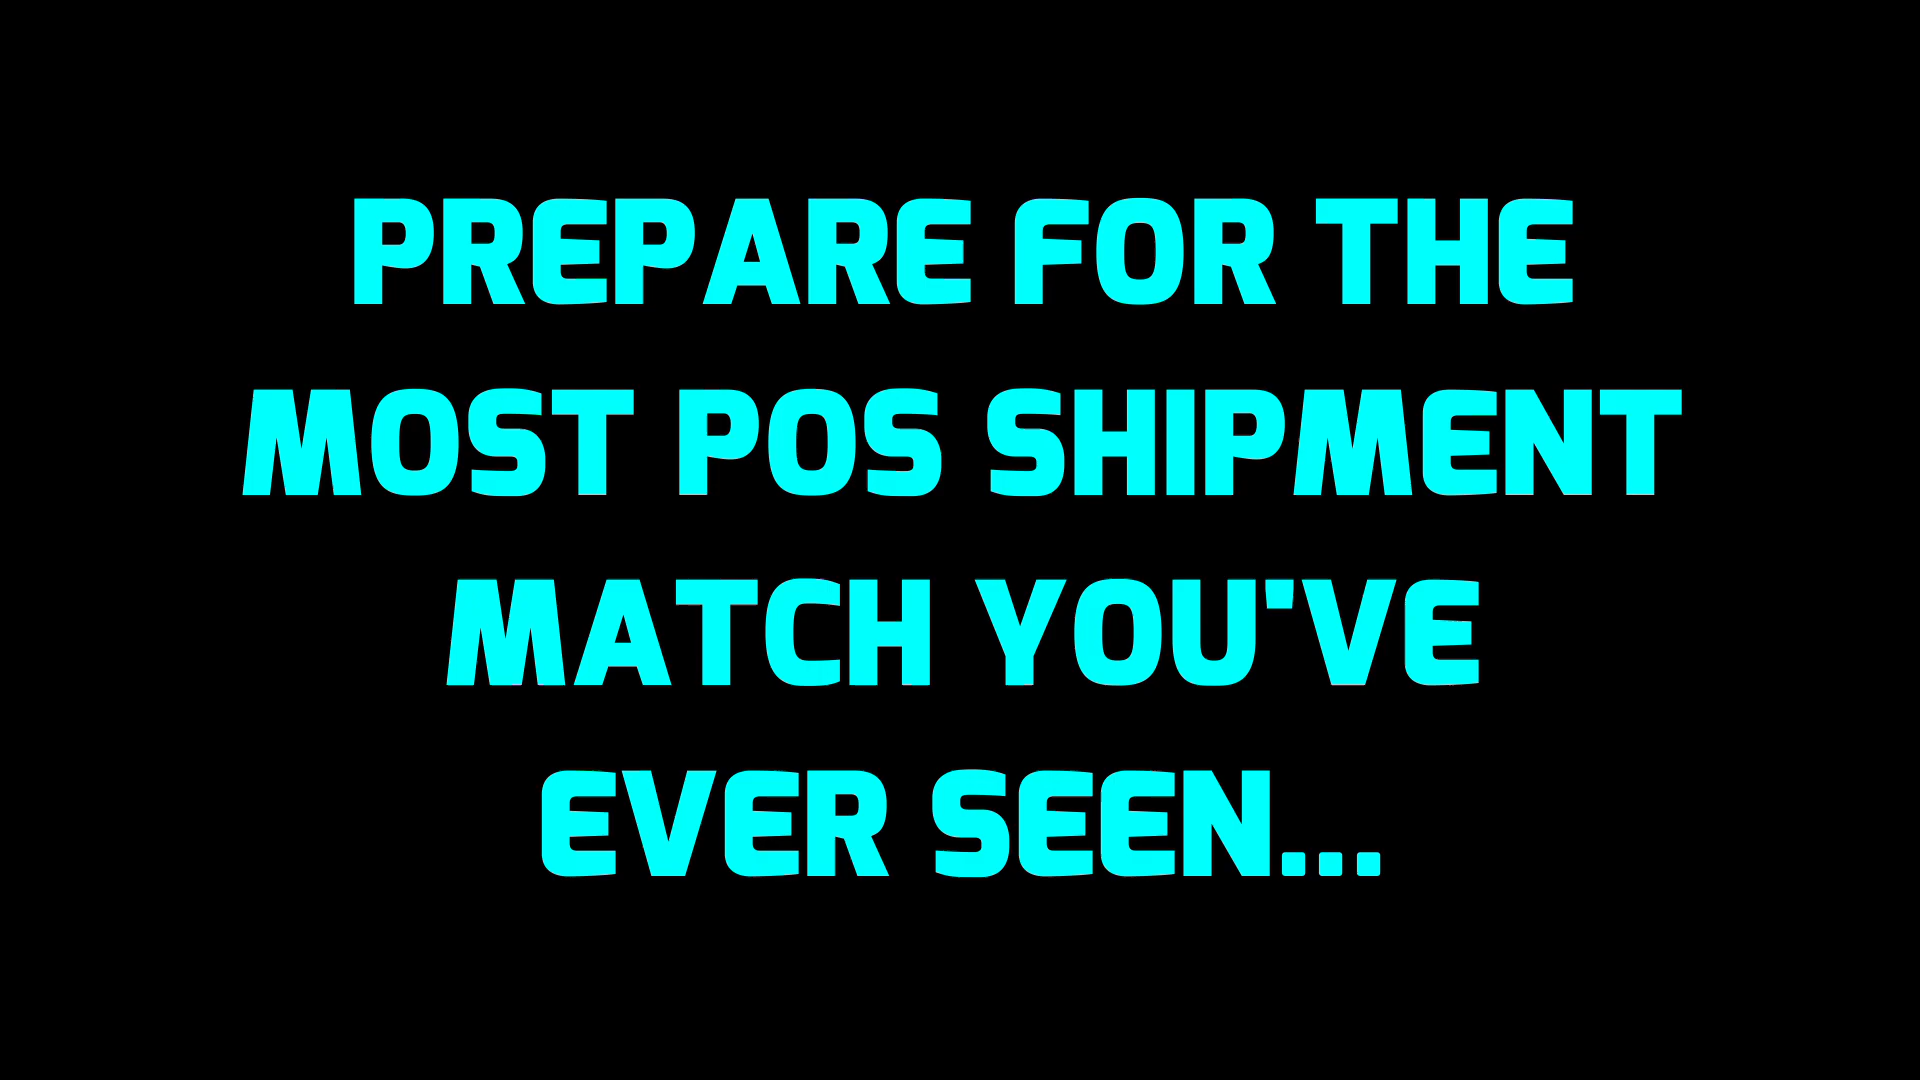 PREPARE FOR THE
MOST POS SHIPMENT
MATCH YOU'VE
EVER SEEN...